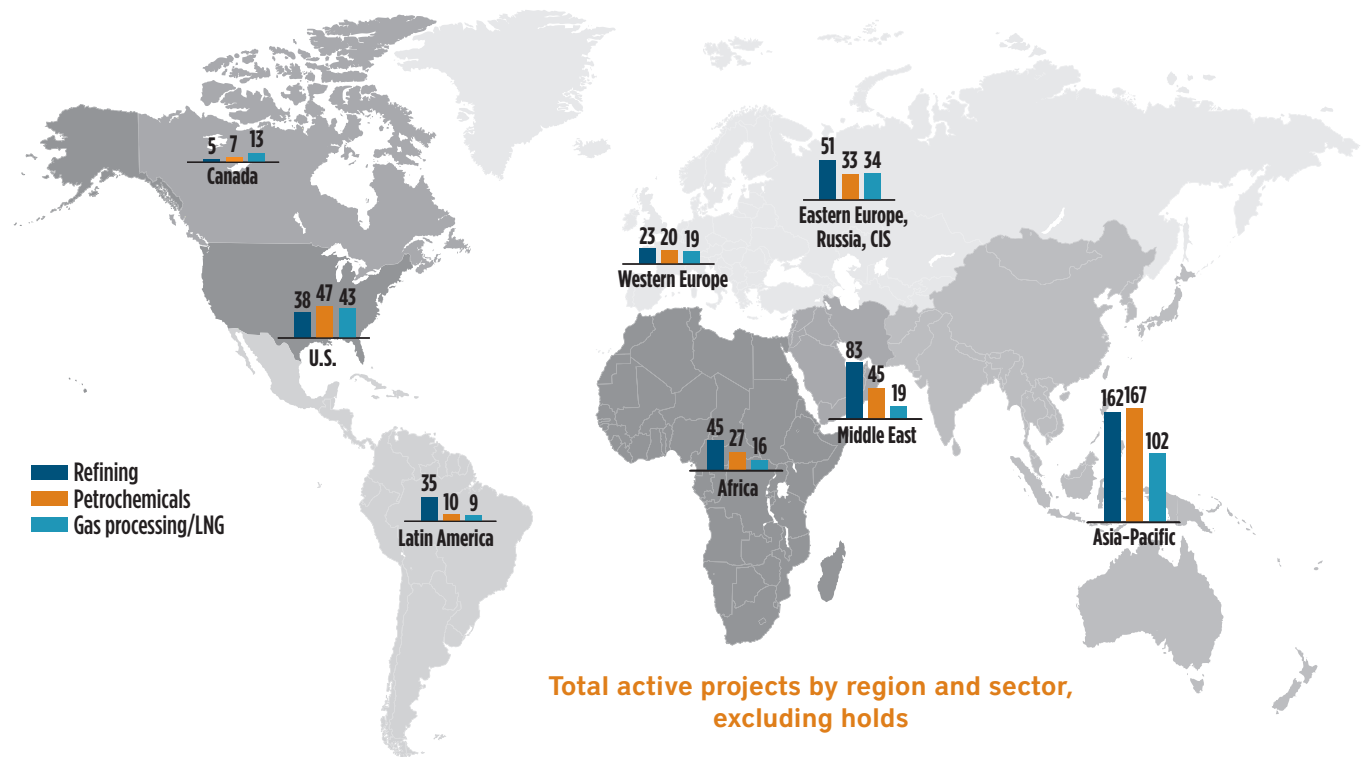 5 7 13
Canada
51 33 34
Eastern Europe,
Russia, CIS
23 20 19
Western Europe
38 47 43
U.S.
83 45 19
Middle East
162 167 102
Asia-Pacific
45 27 16
Africa
35 10 9
Latin America
Refining
Petrochemicals
Gas processing/LNG
Total active projects by region and sector,
excluding holds